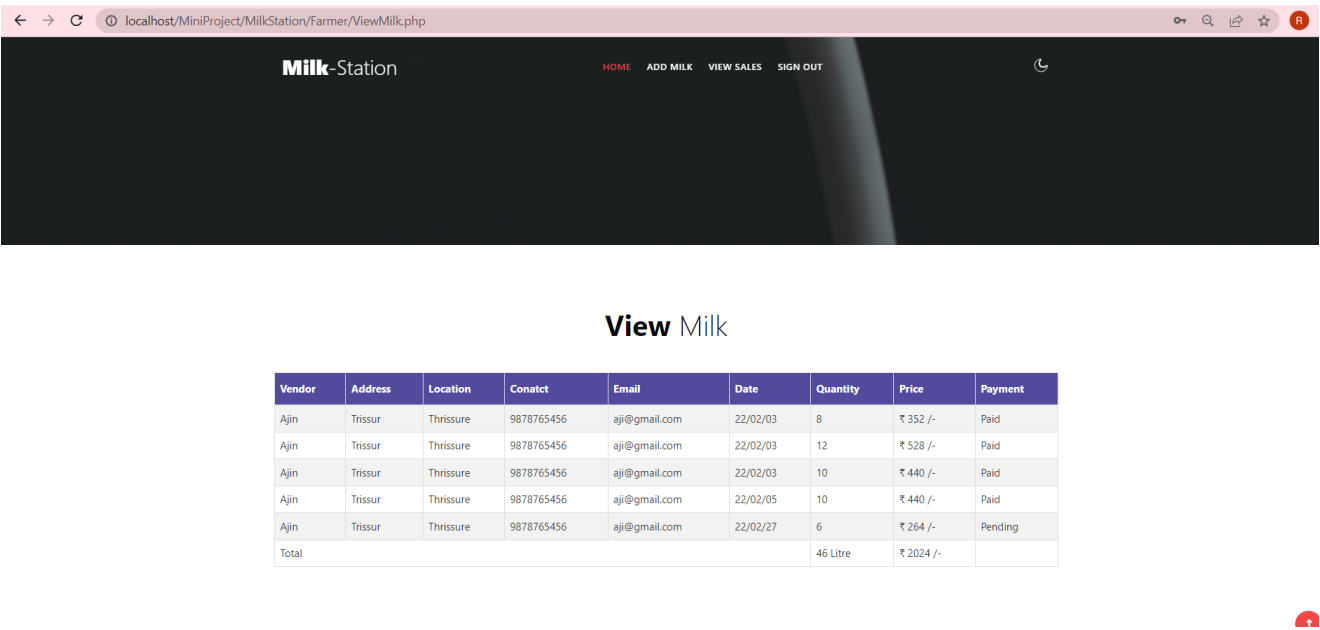 localhost/MiniProject/MilkStation/Farmer/ViewMilk.php R
Milk-Station HOME ADD MILK VIEW SALES SIGN OUT
View Milk
Vendor Address Location Conatct Email Date Quantity Price Payment
Ajin Trissur Thrissure 9878765456 aji@gmail.com 22/02/03 8 ₹ 352 /- Paid
Ajin Trissur Thrissure 9878765456 aji@gmail.com 22/02/03 12 ₹ 528 /- Paid
Ajin Trissur Thrissure 9878765456 aji@gmail.com 22/02/03 10 ₹ 440 /- Paid
Ajin Trissur Thrissure 9878765456 aji@gmail.com 22/02/05 10 ₹ 440 /- Paid
Ajin Trissur Thrissure 9878765456 aji@gmail.com 22/02/27 6 ₹ 264 /- Pending
Total 46 Litre ₹ 2024 /-